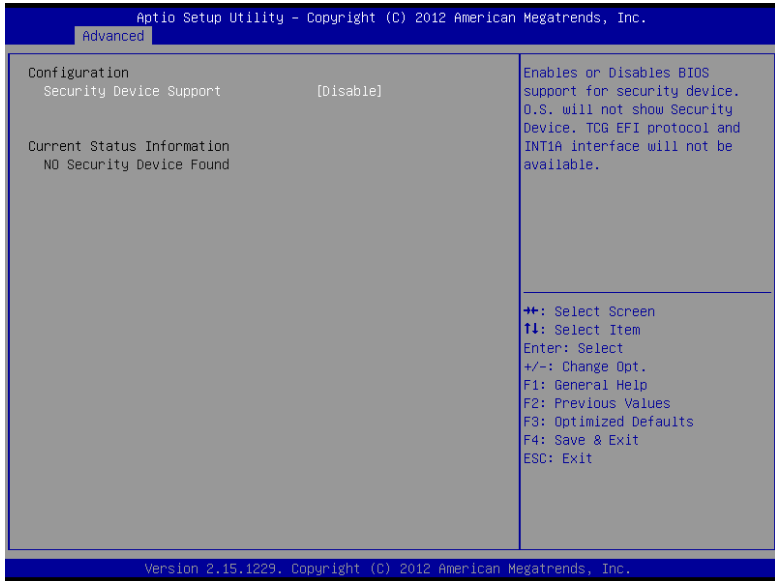 Aptio Setup Utility – Copyright (C) 2012 American Megatrends, Inc.
Advanced
Configuration
Security Device Support [Disable]
Current Status Information
NO Security Device Found
Enables or Disables BIOS
support for security device.
O.S. will not show Security
Device. TCG EFI protocol and
INT1A interface will not be
available.
→←: Select Screen
↑↓: Select Item
Enter: Select
+/-: Change Opt.
F1: General Help
F2: Previous Values
F3: Optimized Defaults
F4: Save & Exit
ESC: Exit
Version 2.15.1229. Copyright (C) 2012 American Megatrends, Inc.